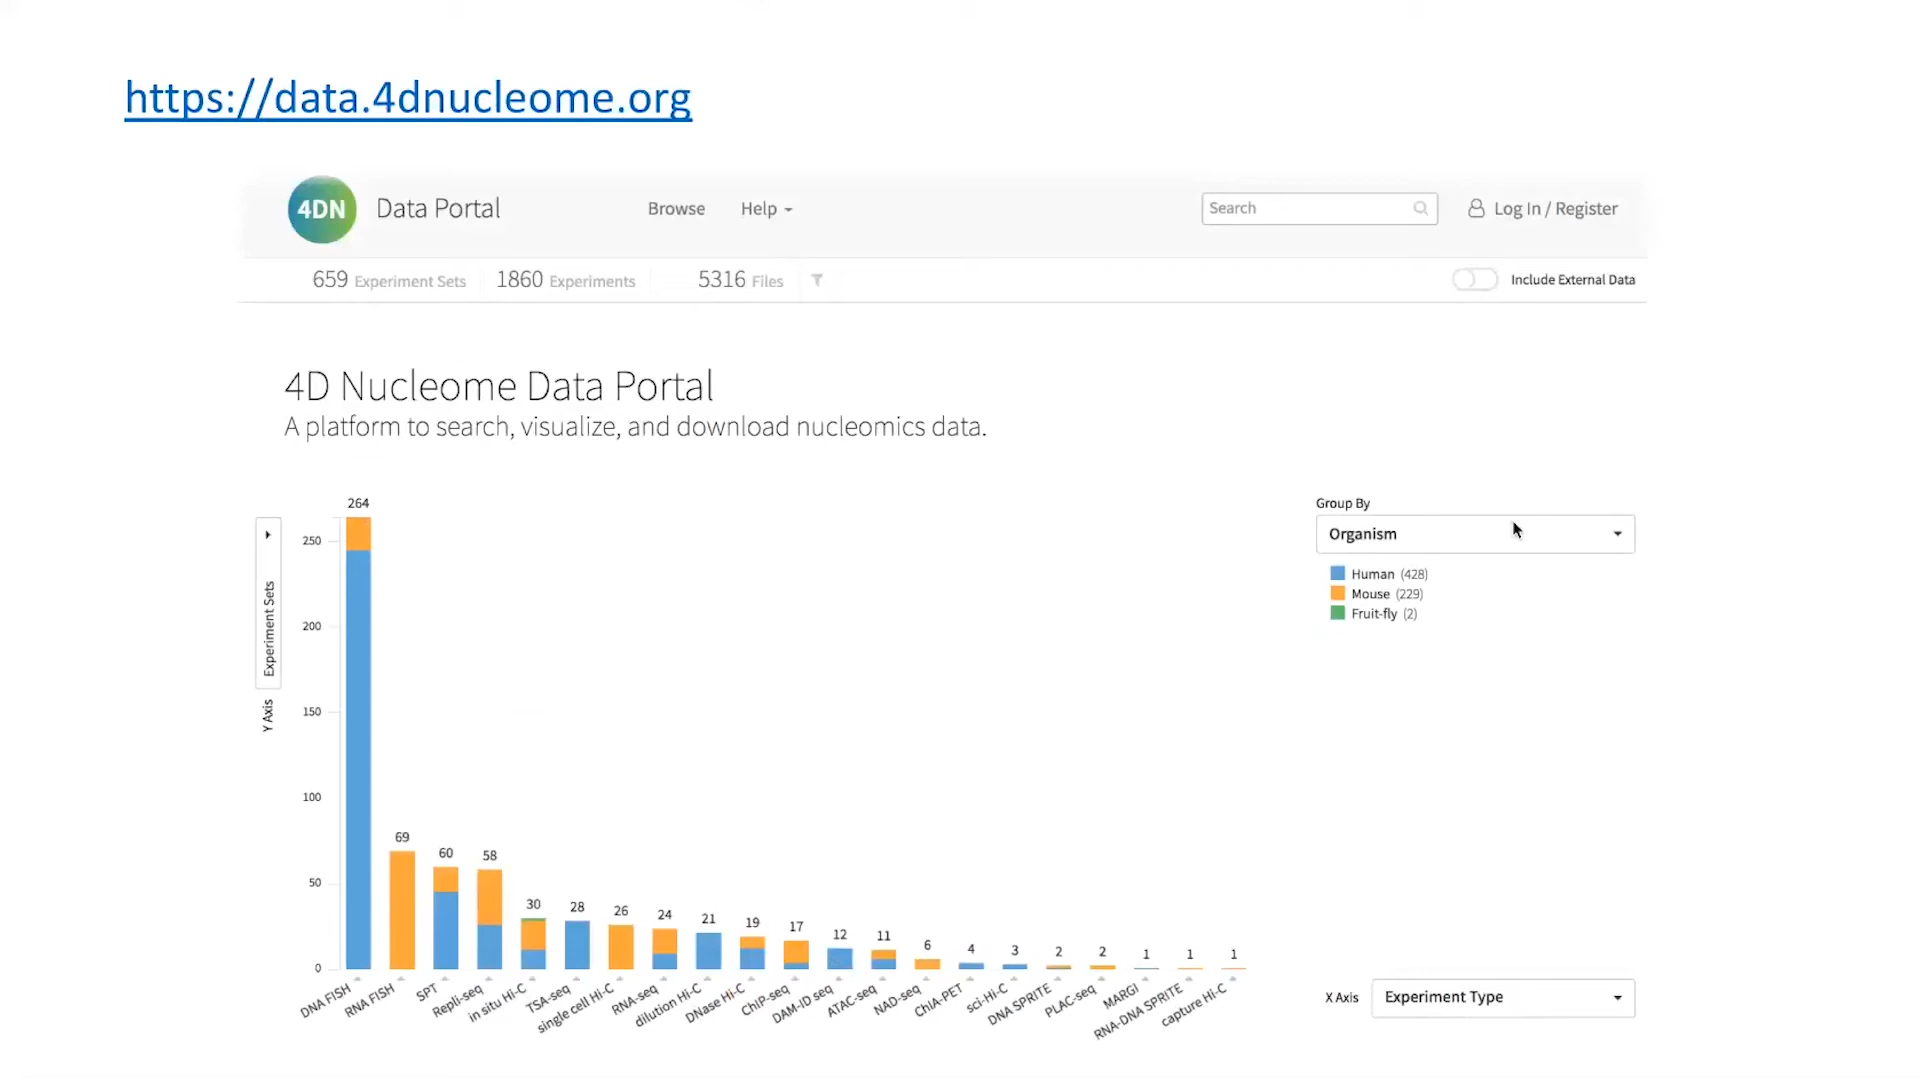 https://data.4dnucleome.org
4DN Data Portal Browse Help Search Log In / Register
659 Experiment Sets 1860 Experiments 5316 Files Include External Data
4D Nucleome Data Portal
A platform to search, visualize, and download nucleomics data.
Group By
Organism
Human (428)
Mouse (229)
Fruit-fly (2)
Y Axis Experiment Sets
250
200
150
100
50
0
264
69
60
58
30
28
26
24
21
19
17
12
11
6
4
3
2
2
1
1
1
DNA FISH
RNA FISH
SPT
Repli-seq
in situ Hi-C
TSA-seq
single cell Hi-C
RNA-seq
dilution Hi-C
DNase Hi-C
ChIP-seq
DAM-ID seq
ATAC-seq
NAD-seq
ChIA-PET
sci-Hi-C
DNA SPRITE
PLAC-seq
MARGI
RNA-DNA SPRITE
capture Hi-C
X Axis Experiment Type